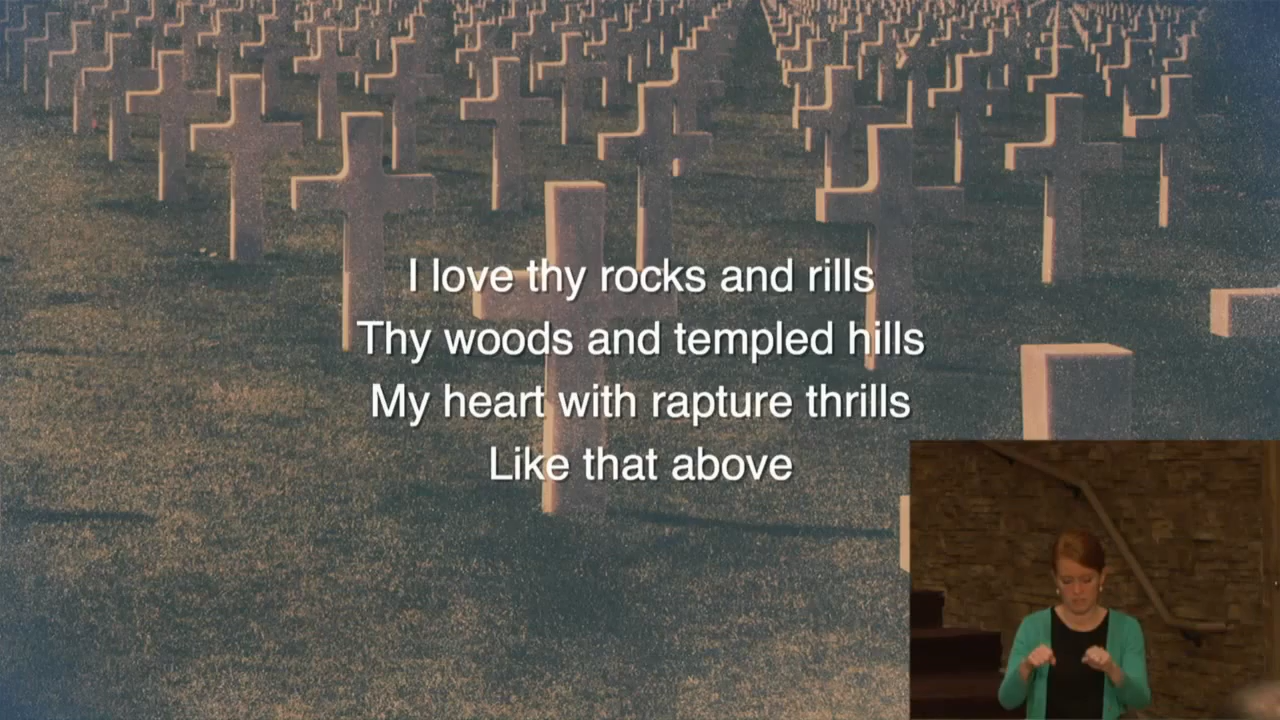 I love thy rocks and rills
Thy woods and templed hills
My heart with rapture thrills
Like that above